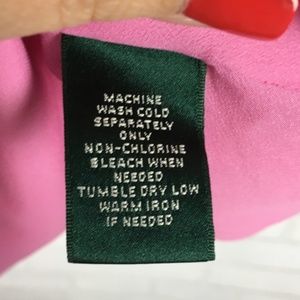 MACHINE
WASH COLD
SEPARATELY
ONLY
NON-CHLORINE
BLEACH WHEN
NEEDED
TUMBLE DRY LOW
WARM IRON
IF NEEDED